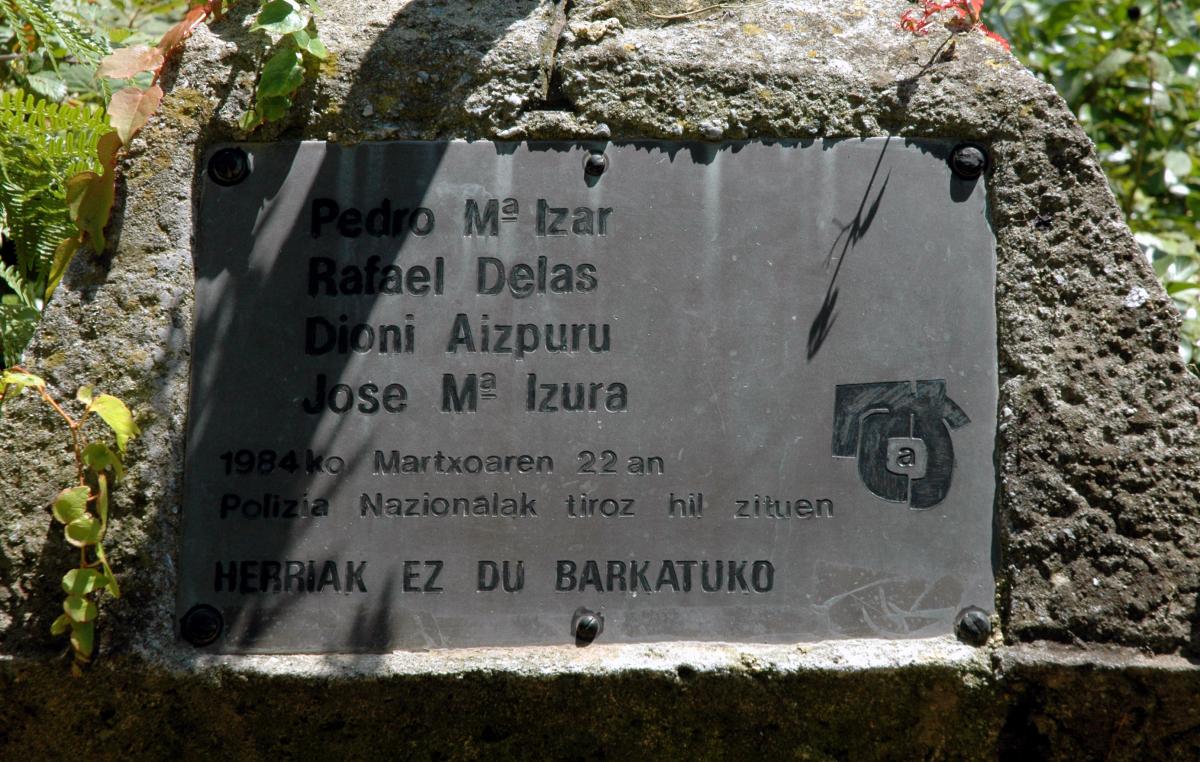 Pedro Mª Izar
Rafael Delas
Dioni Aizpuru
Jose Mª Izura
1984ko Martxoaren 22an
Polizia Nazionalak tiroz hil zituen
a
HERRIAK EZ DU BARKATUKO